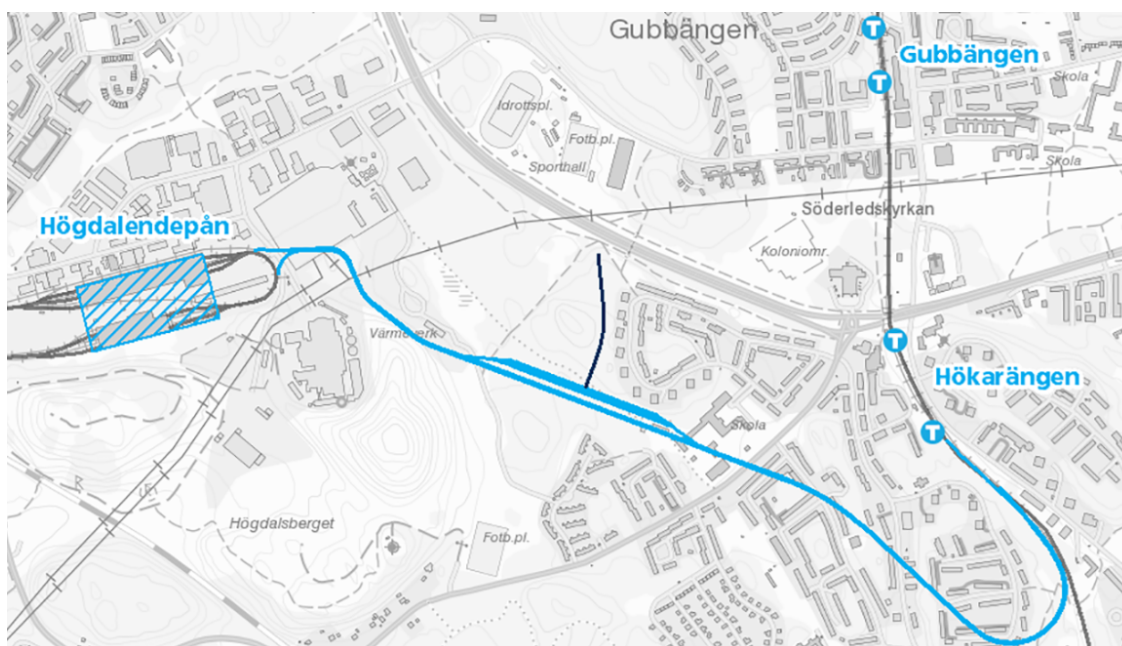 Gubbängen
T
Gubbängen
T
Skola
Idrottspl.
Fotb.pl.
Sporthall
Skola
Söderledskyrkan
Högdalendepån
Koloniomr.
Värmeverk
T
Hökarängen
Skola
T
Högdalsberget
Fotb.pl.